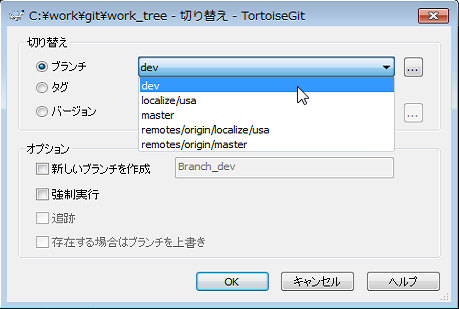 C:¥work¥git¥work_tree - 切り替え - TortoiseGit
切り替え
ブランチ
dev
...
dev
タグ
localize/usa
バージョン
master
...
remotes/origin/localize/usa
remotes/origin/master
オプション
新しいブランチを作成
Branch_dev
強制実行
追跡
存在する場合はブランチを上書き
OK
キャンセル
ヘルプ